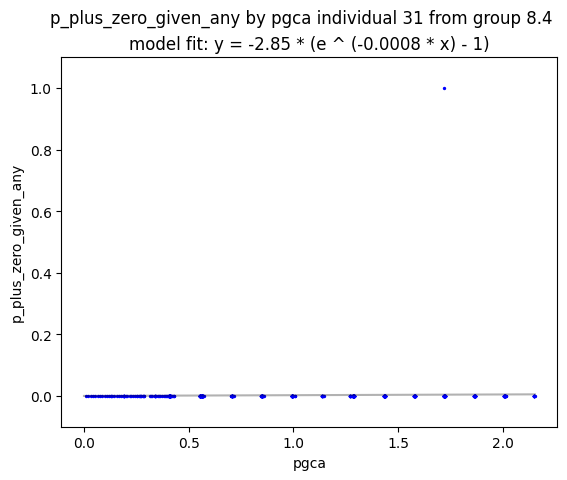 p_plus_zero_given_any by pgca individual 31 from group 8.4
model fit: y = -2.85 * (e ^ (-0.0008 * x) - 1)
1.0
0.8
0.6
0.4
0.2
0.0
p_plus_zero_given_any
0.0 0.5 1.0 1.5 2.0
pgca